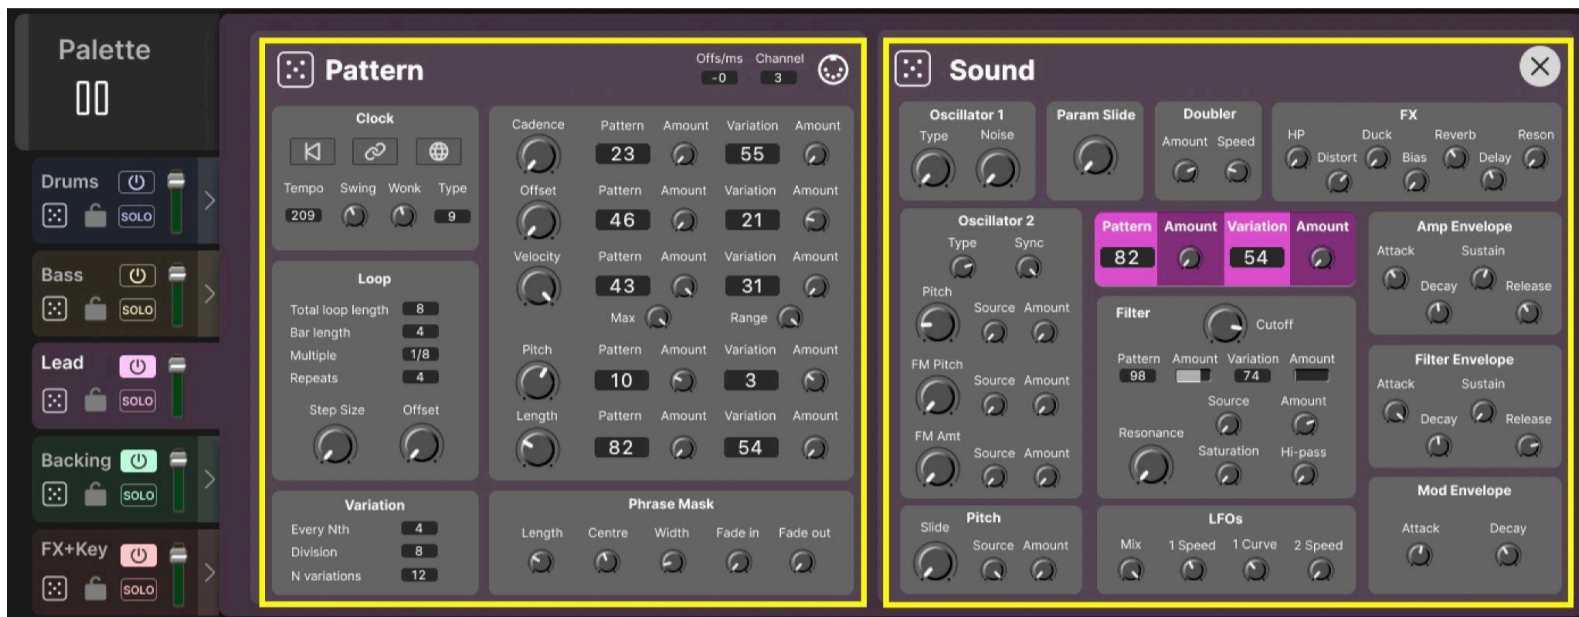 Palette
Drums
SOLO
Bass
SOLO
Lead
SOLO
Backing
SOLO
FX+Key
SOLO
Pattern
Offs/ms Channel
-0 3
Clock
Tempo Swing Wonk Type
209 9
Loop
Total loop length 8
Bar length 4
Multiple 1/8
Repeats 4
Step Size Offset
Variation
Every Nth 4
Division 8
N variations 12
Cadence Pattern Amount Variation Amount
23 55
Offset Pattern Amount Variation Amount
46 21
Velocity Pattern Amount Variation Amount
43 31
Max Range
Pitch Pattern Amount Variation Amount
10 3
Length Pattern Amount Variation Amount
82 54
Phrase Mask
Length Centre Width Fade in Fade out
Sound
Oscillator 1
Type Noise
Param Slide
Doubler
Amount Speed
FX
HP Duck Reverb Reson
Distort Bias Delay
Oscillator 2
Type Sync
Pitch
Source Amount
FM Pitch
Source Amount
FM Amt
Source Amount
Pitch
Slide
Source Amount
Pattern Amount Variation Amount
82 54
Filter
Cutoff
Pattern Amount Variation Amount
98 74
Source Amount
Resonance
Saturation Hi-pass
LFOs
Mix 1 Speed 1 Curve 2 Speed
Amp Envelope
Attack Sustain
Decay Release
Filter Envelope
Attack Sustain
Decay Release
Mod Envelope
Attack Decay